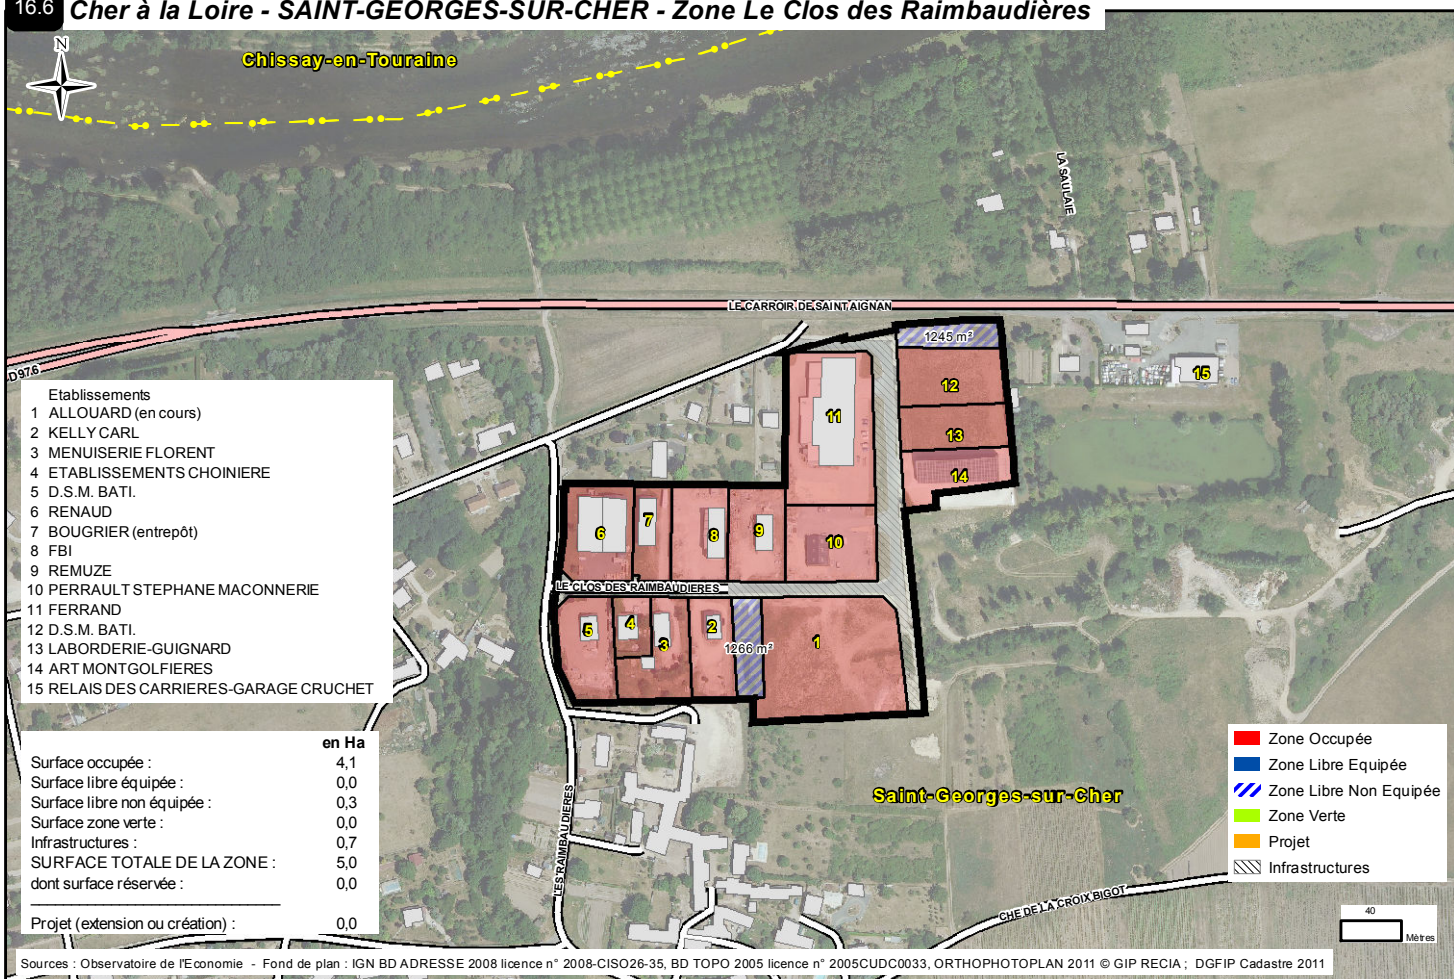 16.6 Cher à la Loire - SAINT-GEORGES-SUR-CHER - Zone Le Clos des Raimbaudières
N
Chissay-en-Touraine
LA SAULAIE
LE CARROIR DE SAINT AIGNAN
D976
1245 m²
12
15
11
13
14
Etablissements
1 ALLOUARD (en cours)
2 KELLY CARL
3 MENUISERIE FLORENT
4 ETABLISSEMENTS CHOINIERE
5 D.S.M. BATI.
6 RENAUD
7 BOUGRIER (entrepôt)
8 FBI
9 REMUZE
10 PERRAULT STEPHANE MACONNERIE
11 FERRAND
12 D.S.M. BATI.
13 LABORDERIE-GUIGNARD
14 ART MONTGOLFIERES
15 RELAIS DES CARRIERES-GARAGE CRUCHET
6
7
8
9
10
LE CLOS DES RAIMBAUDIERES
5
4
3
2
1266 m²
1
en Ha
Surface occupée : 4,1
Surface libre équipée : 0,0
Surface libre non équipée : 0,3
Surface zone verte : 0,0
Infrastructures : 0,7
SURFACE TOTALE DE LA ZONE : 5,0
dont surface réservée : 0,0
Projet (extension ou création) : 0,0
LES RAIMBAUDIERES
Saint-Georges-sur-Cher
CHE DE LA CROIX BIGOT
Zone Occupée
Zone Libre Equipée
Zone Libre Non Equipée
Zone Verte
Projet
Infrastructures
40
Mètres
Sources : Observatoire de l'Economie - Fond de plan : IGN BD ADRESSE 2008 licence n° 2008-CISO26-35, BD TOPO 2005 licence n° 2005CUDC0033, ORTHOPHOTOPLAN 2011 © GIP RECIA ; DGFIP Cadastre 2011